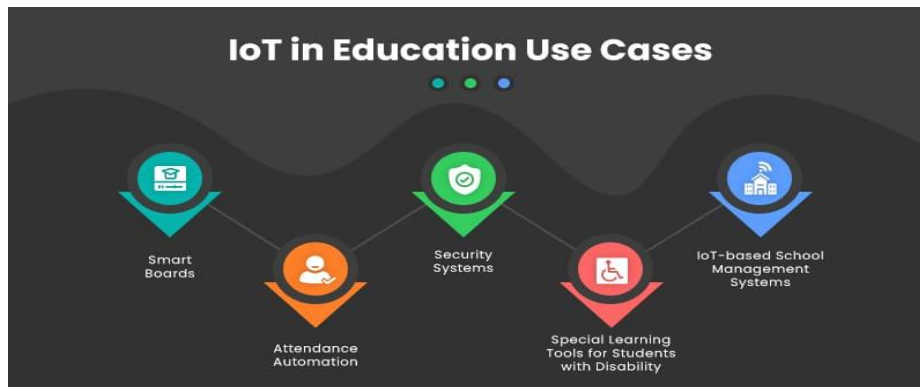 IoT in Education Use Cases
Smart
Boards
Attendance
Automation
Security
Systems
Special Learning
Tools for Students
with Disability
IoT-based School
Management
Systems